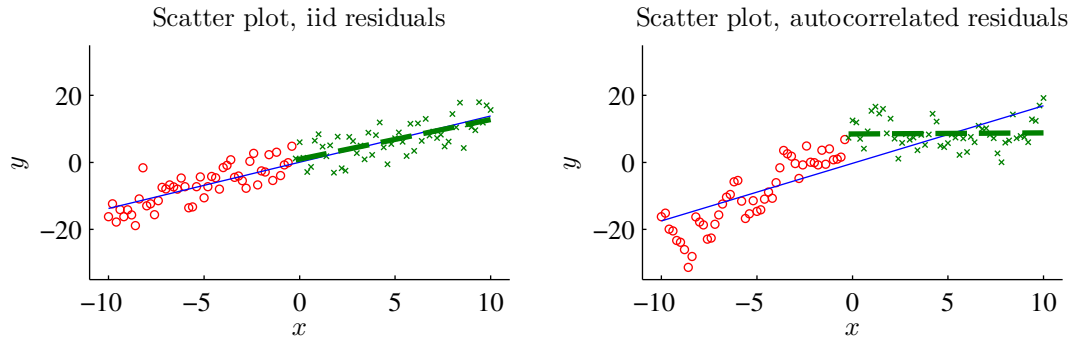 Scatter plot, iid residuals
y
20
0
−20
−10 −5 0 5 10
x
Scatter plot, autocorrelated residuals
y
20
0
−20
−10 −5 0 5 10
x